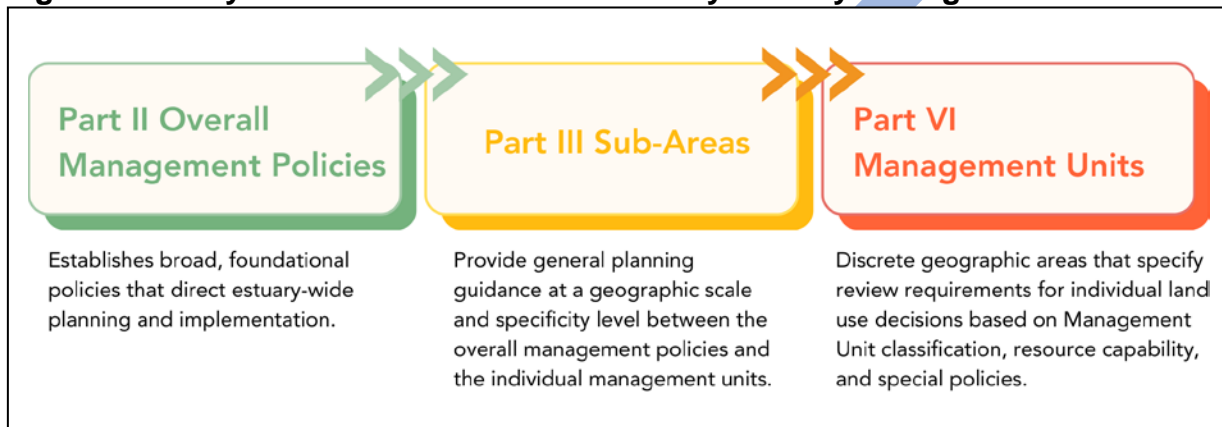 Part II Overall
Management Policies
Part III Sub-Areas
Part VI
Management Units
Establishes broad, foundational
policies that direct estuary-wide
planning and implementation.
Provide general planning
guidance at a geographic scale
and specificity level between the
overall management policies and
the individual management units.
Discrete geographic areas that specify
review requirements for individual land
use decisions based on Management
Unit classification, resource capability,
and special policies.